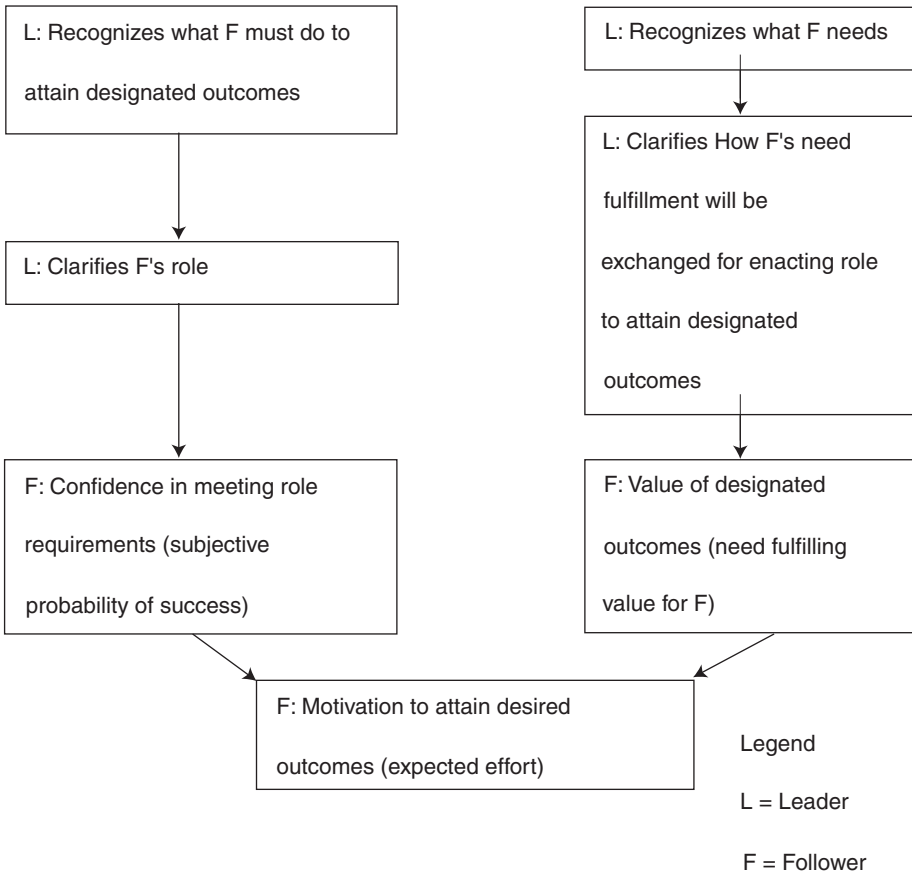 L: Recognizes what F must do to
attain designated outcomes
L: Clarifies F's role
F: Confidence in meeting role
requirements (subjective
probability of success)
L: Recognizes what F needs
L: Clarifies How F's need
fulfillment will be
exchanged for enacting role
to attain designated
outcomes
F: Value of designated
outcomes (need fulfilling
value for F)
F: Motivation to attain desired
outcomes (expected effort)
Legend
L = Leader
F = Follower